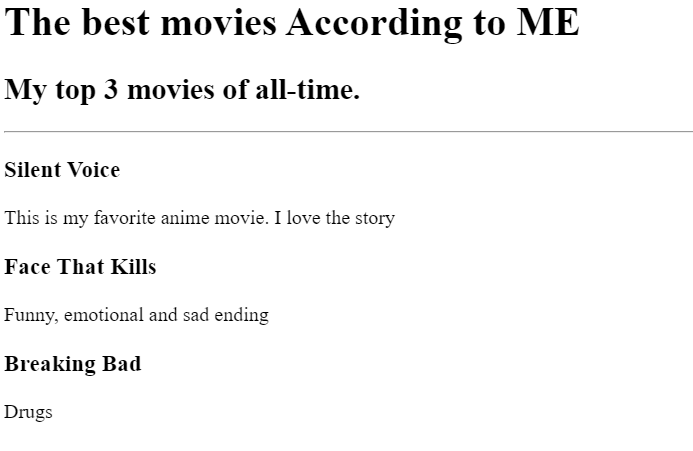 The best movies According to ME
My top 3 movies of all-time.
Silent Voice
This is my favorite anime movie. I love the story
Face That Kills
Funny, emotional and sad ending
Breaking Bad
Drugs